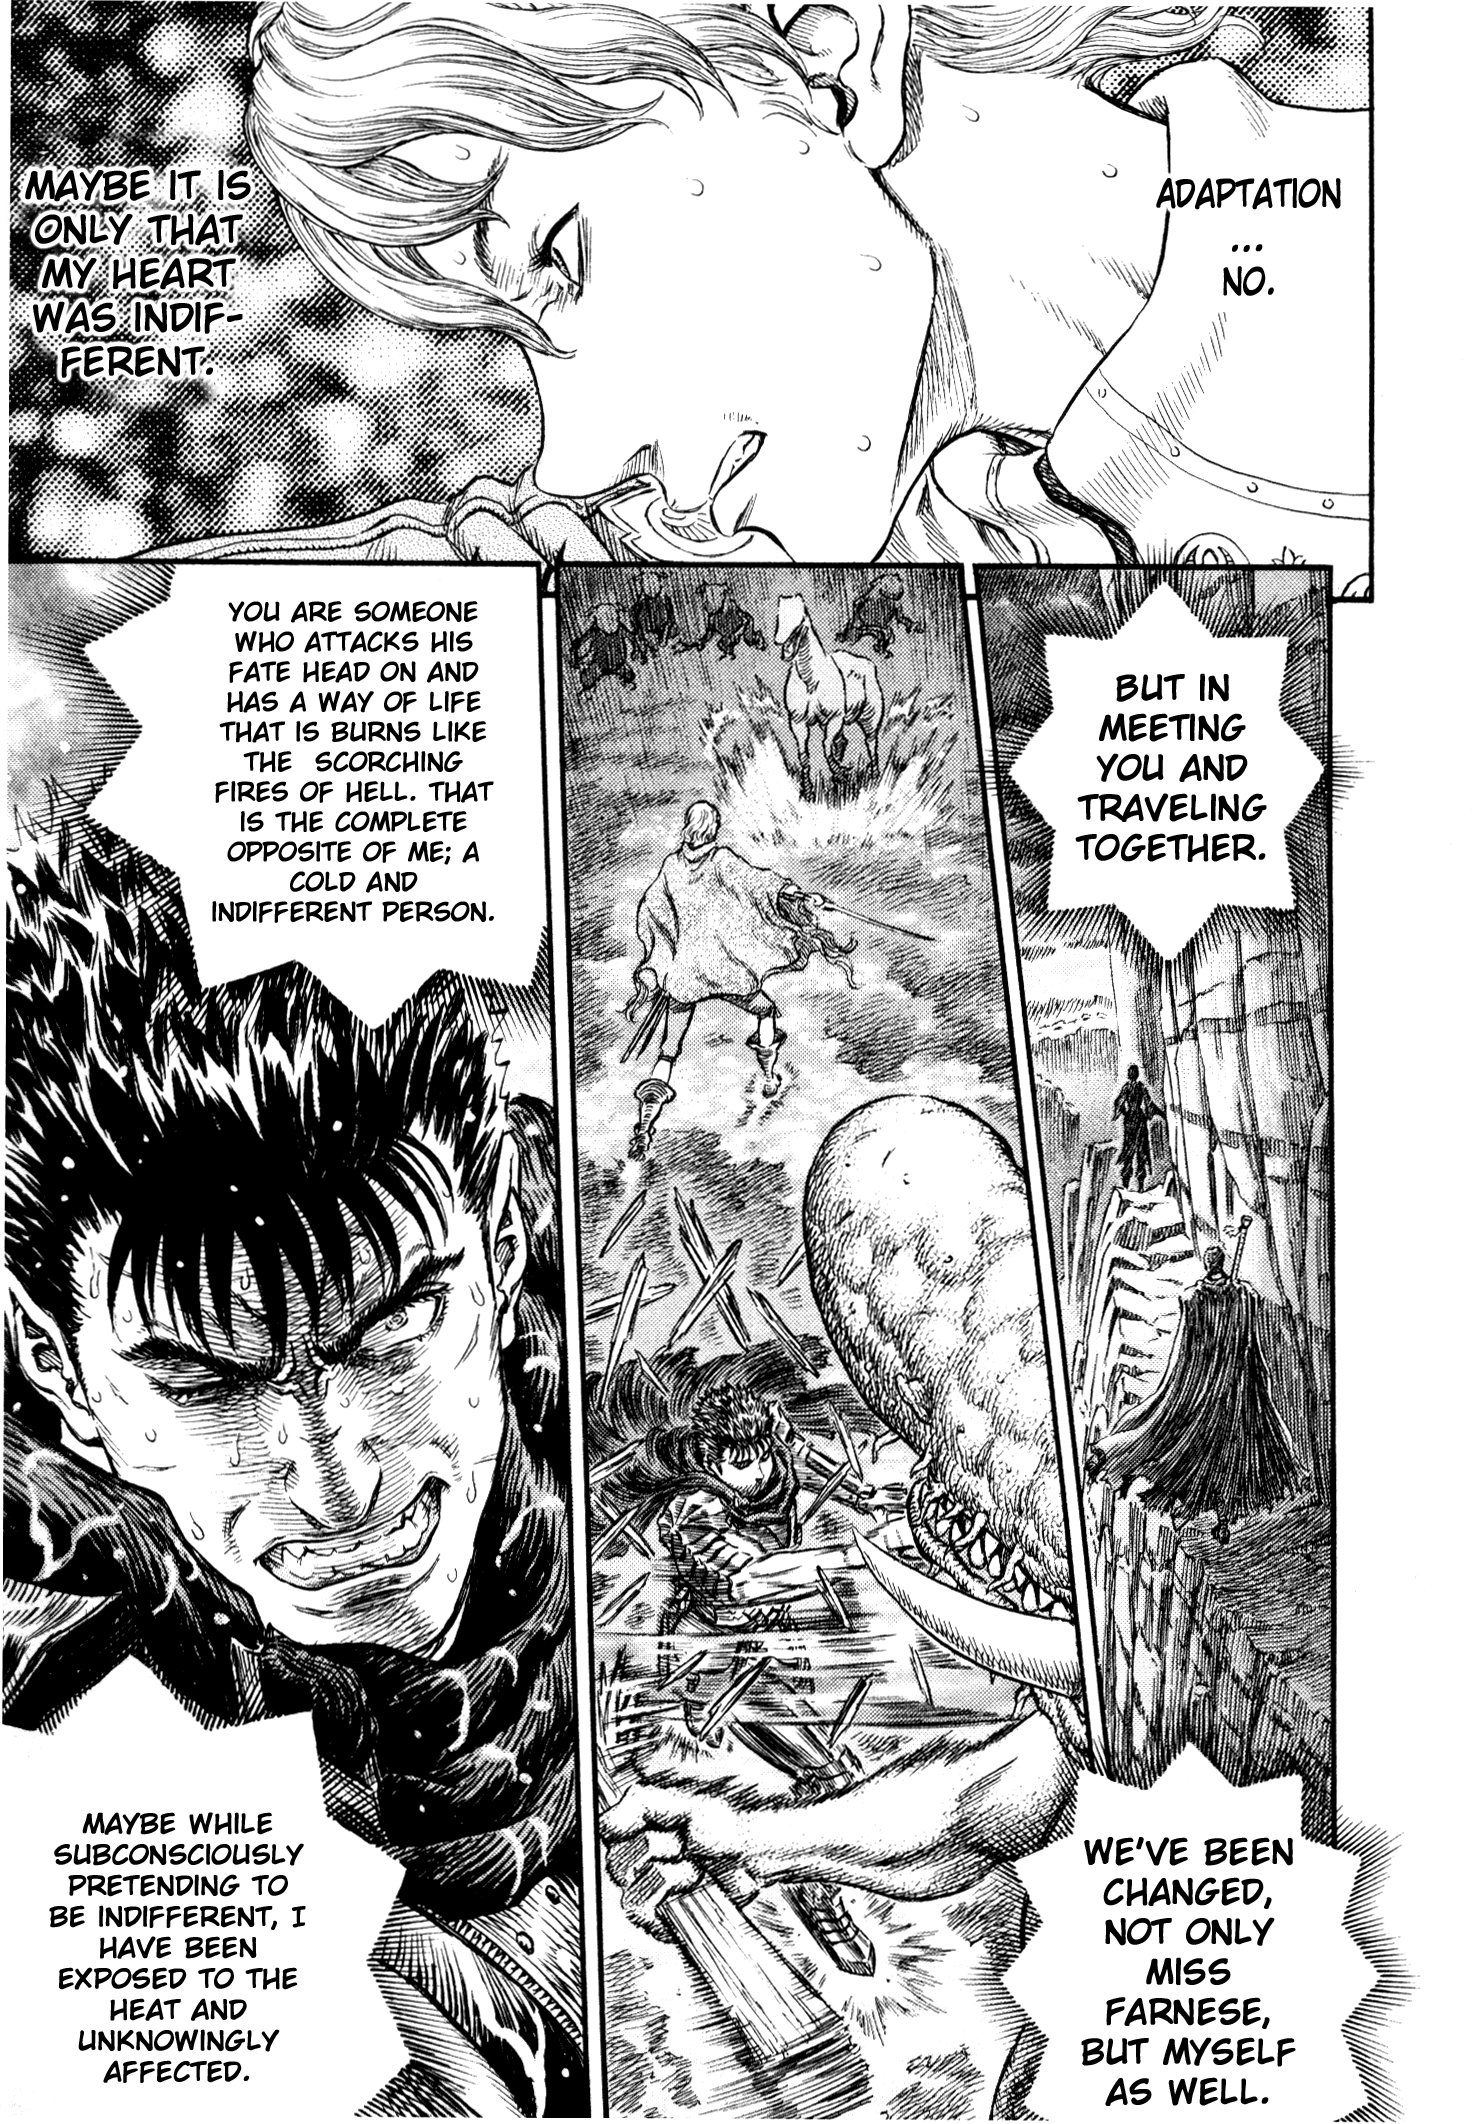 ADAPTATION
...
NO.
MAYBE IT IS
ONLY THAT
MY HEART
WAS INDIF-
FERENT.
BUT IN
MEETING
YOU AND
TRAVELING
TOGETHER.
WE'VE BEEN
CHANGED,
NOT ONLY
MISS
FARNESE,
BUT MYSELF
AS WELL.
YOU ARE SOMEONE
WHO ATTACKS HIS
FATE HEAD ON AND
HAS A WAY OF LIFE
THAT IS BURNS LIKE
THE SCORCHING
FIRES OF HELL. THAT
IS THE COMPLETE
OPPOSITE OF ME; A
COLD AND
INDIFFERENT PERSON.
MAYBE WHILE
SUBCONSCIOUSLY
PRETENDING TO
BE INDIFFERENT, I
HAVE BEEN
EXPOSED TO THE
HEAT AND
UNKNOWINGLY
AFFECTED.